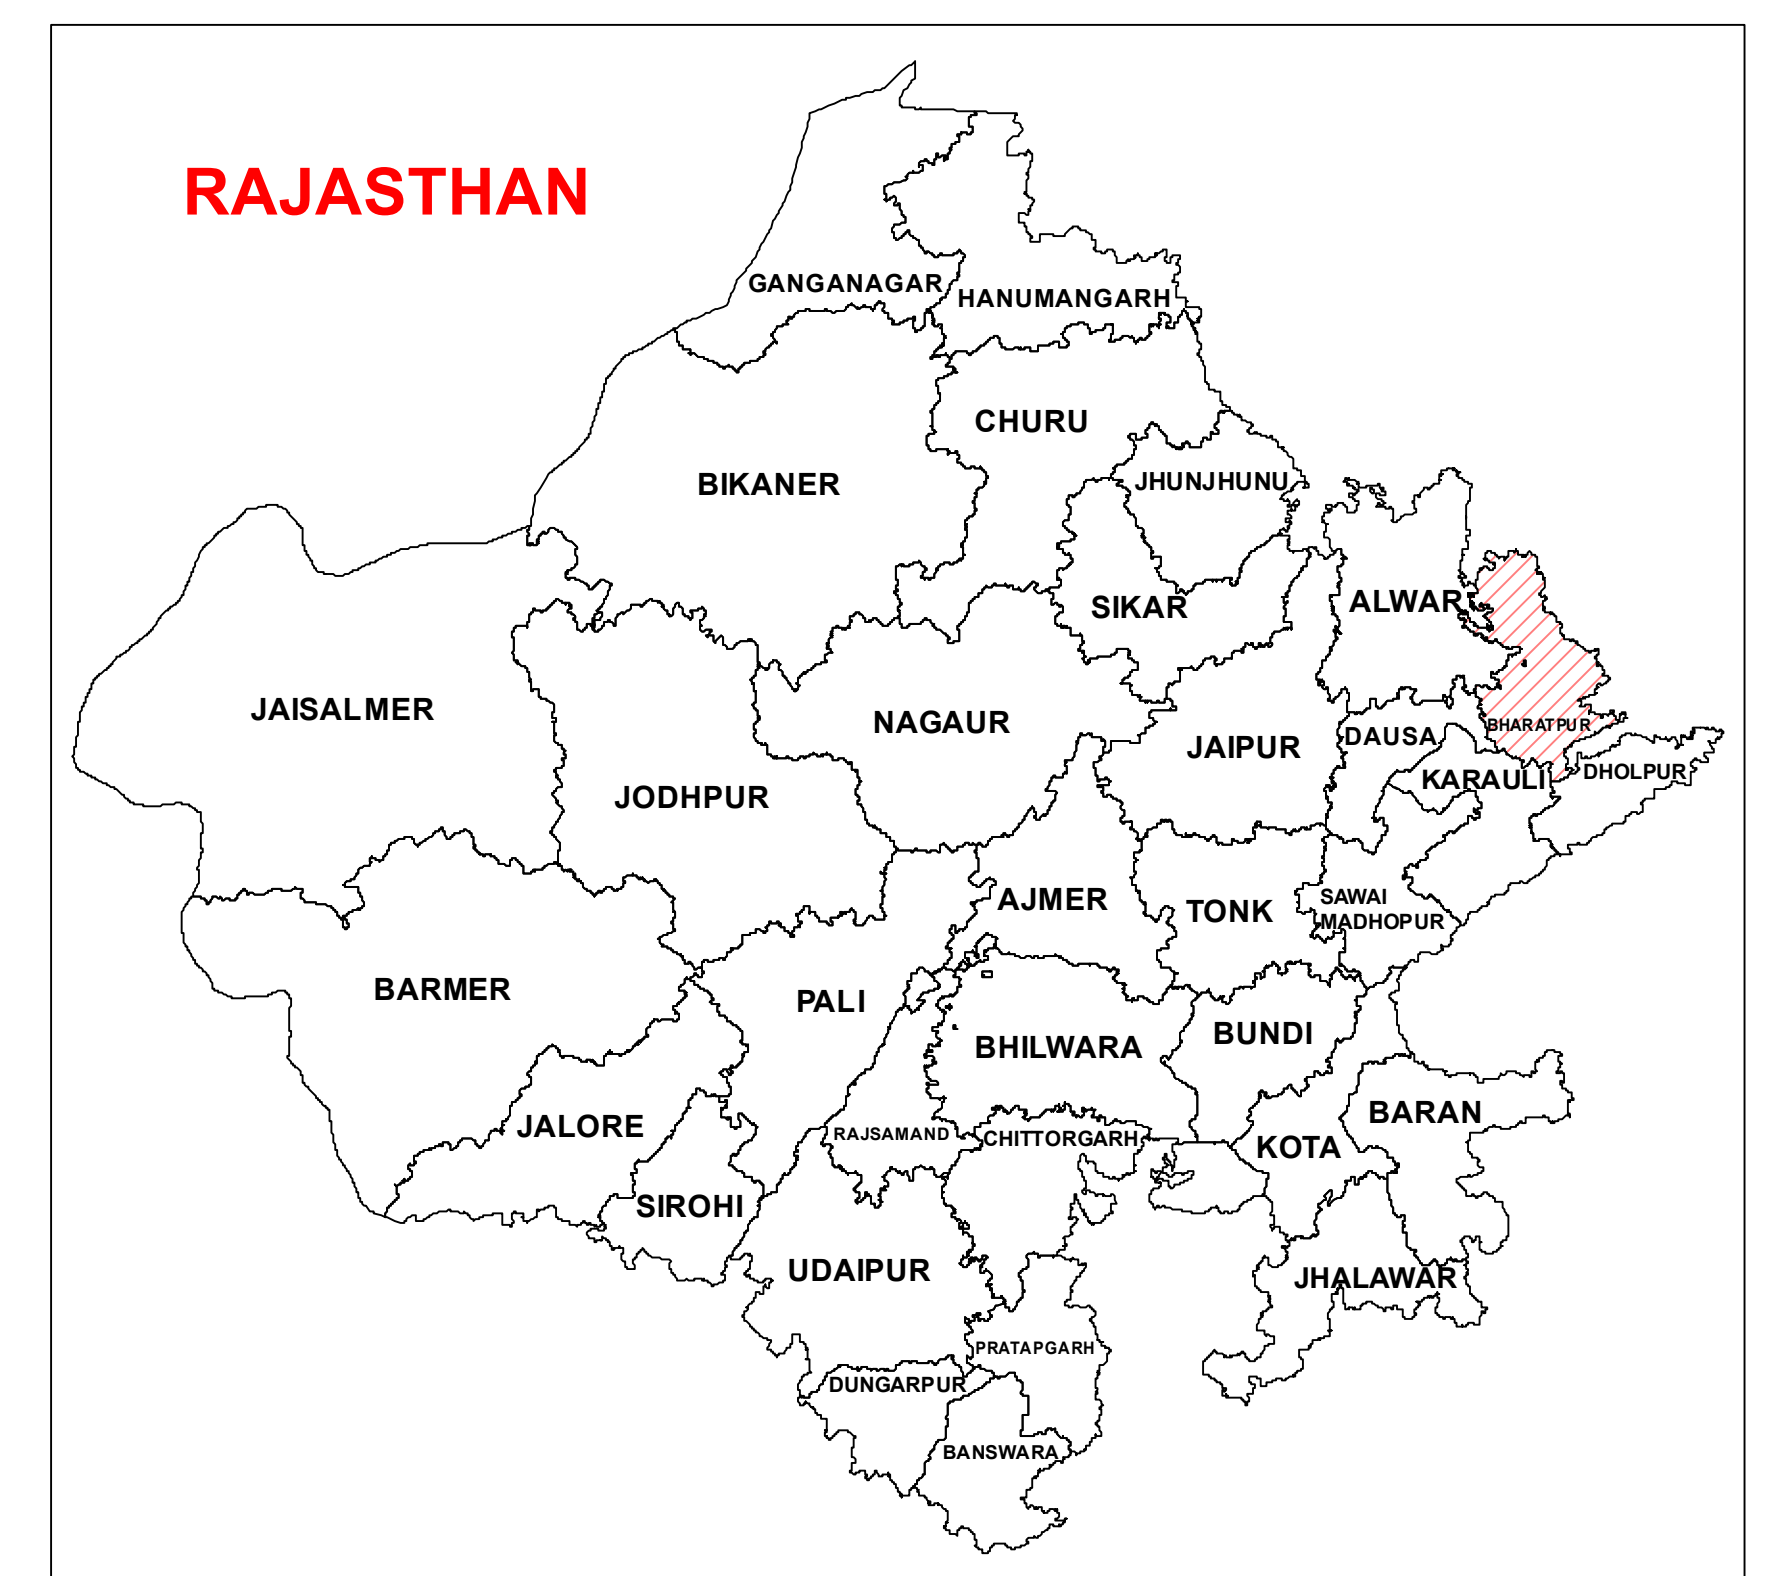 RAJASTHAN
GANGANAGAR
HANUMANGARH
CHURU
BIKANER
JHUNJHUNU
SIKAR
ALWAR
JAISALMER
NAGAUR
BHARATPUR
JAIPUR
DAUSA
DHOLPUR
KARAULI
JODHPUR
AJMER
TONK
SAWAI
MADHOPUR
BARMER
PALI
BUNDI
BHILWARA
BARAN
JALORE
RAJSAMAND
CHITTORGARH
KOTA
SIROHI
UDAIPUR
JHALAWAR
PRATAPGARH
DUNGARPUR
BANSWARA